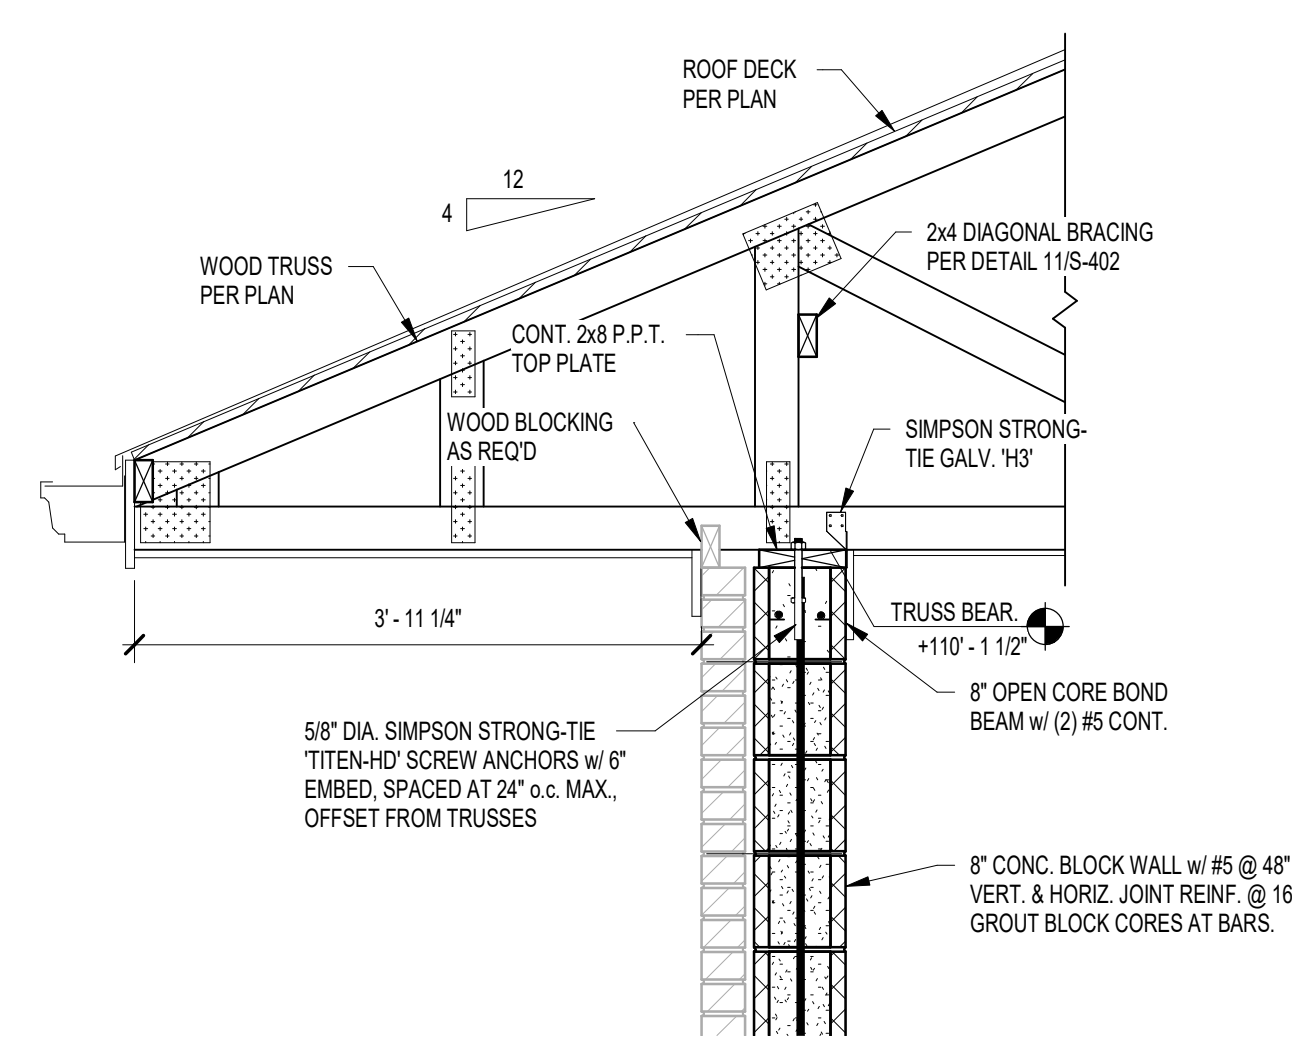 ROOF DECK
PER PLAN
12
4
2x4 DIAGONAL BRACING
PER DETAIL 11/S-402
WOOD TRUSS
PER PLAN
CONT. 2x8 P.P.T.
TOP PLATE
WOOD BLOCKING
AS REQ'D
SIMPSON STRONG-
TIE GALV. 'H3'
3' - 11 1/4"
TRUSS BEAR.
+110' - 1 1/2"
8" OPEN CORE BOND
BEAM w/ (2) #5 CONT.
5/8" DIA. SIMPSON STRONG-TIE
'TITEN-HD' SCREW ANCHORS w/ 6"
EMBED, SPACED AT 24" o.c. MAX.,
OFFSET FROM TRUSSES
8" CONC. BLOCK WALL w/ #5 @ 48"
VERT. & HORIZ. JOINT REINF. @ 16
GROUT BLOCK CORES AT BARS.